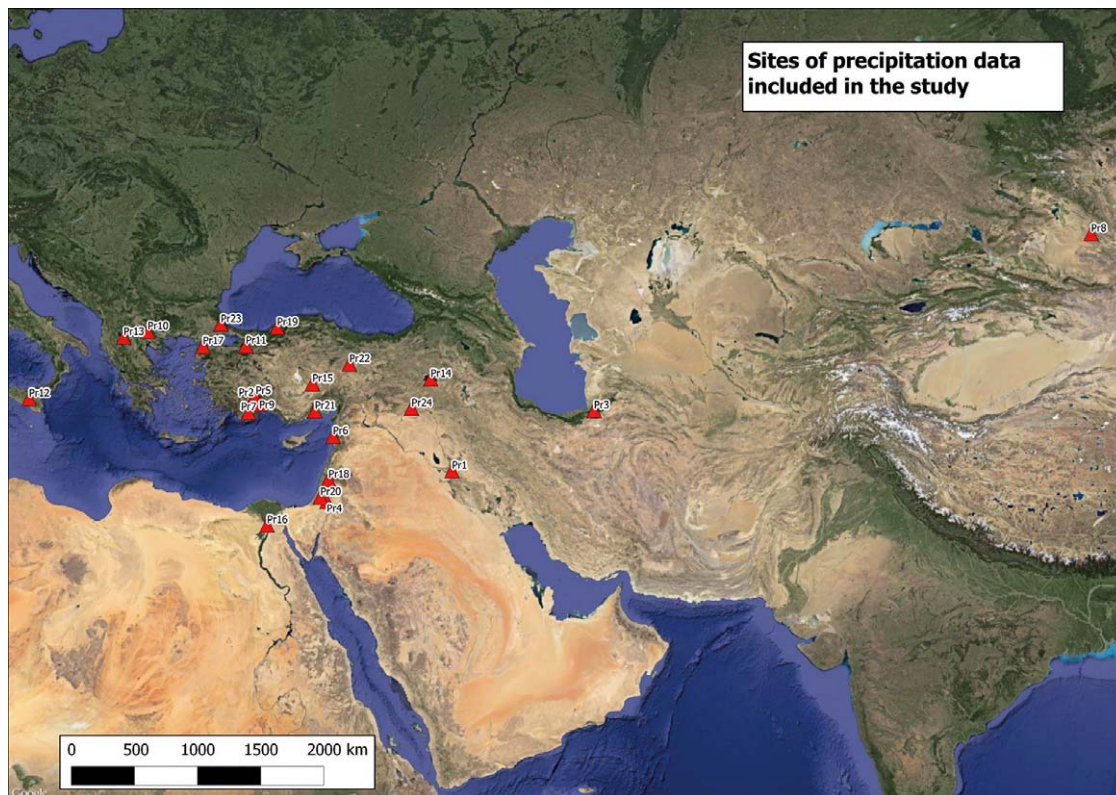 Sites of precipitation data
included in the study
Pr8
Pr23
Pr19
Pr10
Pr13
Pr17
Pr11
Pr22
Pr14
Pr15
Pr12
Pr2
Pr5
Pr7
Pr9
Pr21
Pr24
Pr3
Pr6
Pr1
Pr18
Pr20
Pr4
Pr16
0 500 1000 1500 2000 km
Google